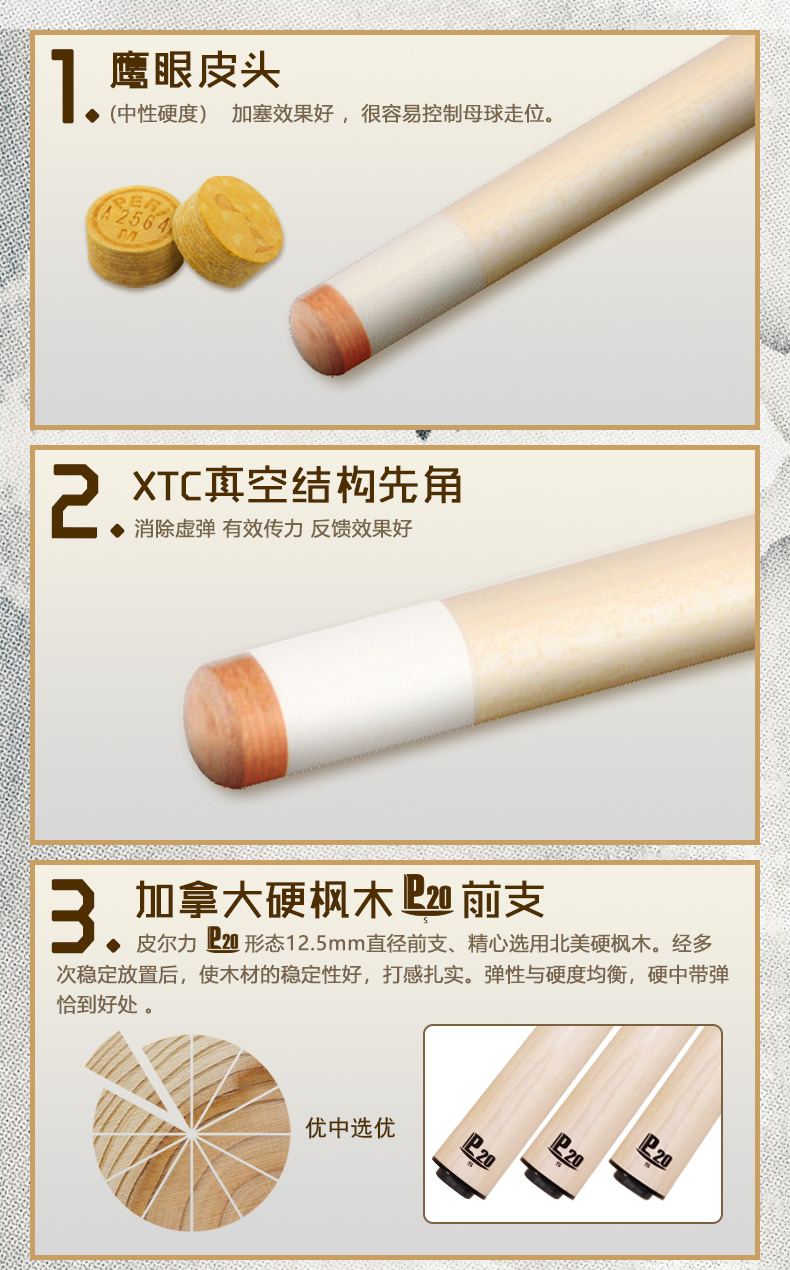 1.
鹰眼皮头
(中性硬度） 加塞效果好 ，很容易控制母球走位。
PERI
A 256 4
M
2
XTC真空结构先角
消除虚弹 有效传力 反馈效果好
3.
加拿大硬枫木P20前支
S
皮尔力 P20 形态12.5mm直径前支、精心选用北美硬枫木。经多
次稳定放置后，使木材的稳定性好，打感扎实。弹性与硬度均衡，硬中带弹
恰到好处 。
优中选优
P20
S
P20
S
P20
S